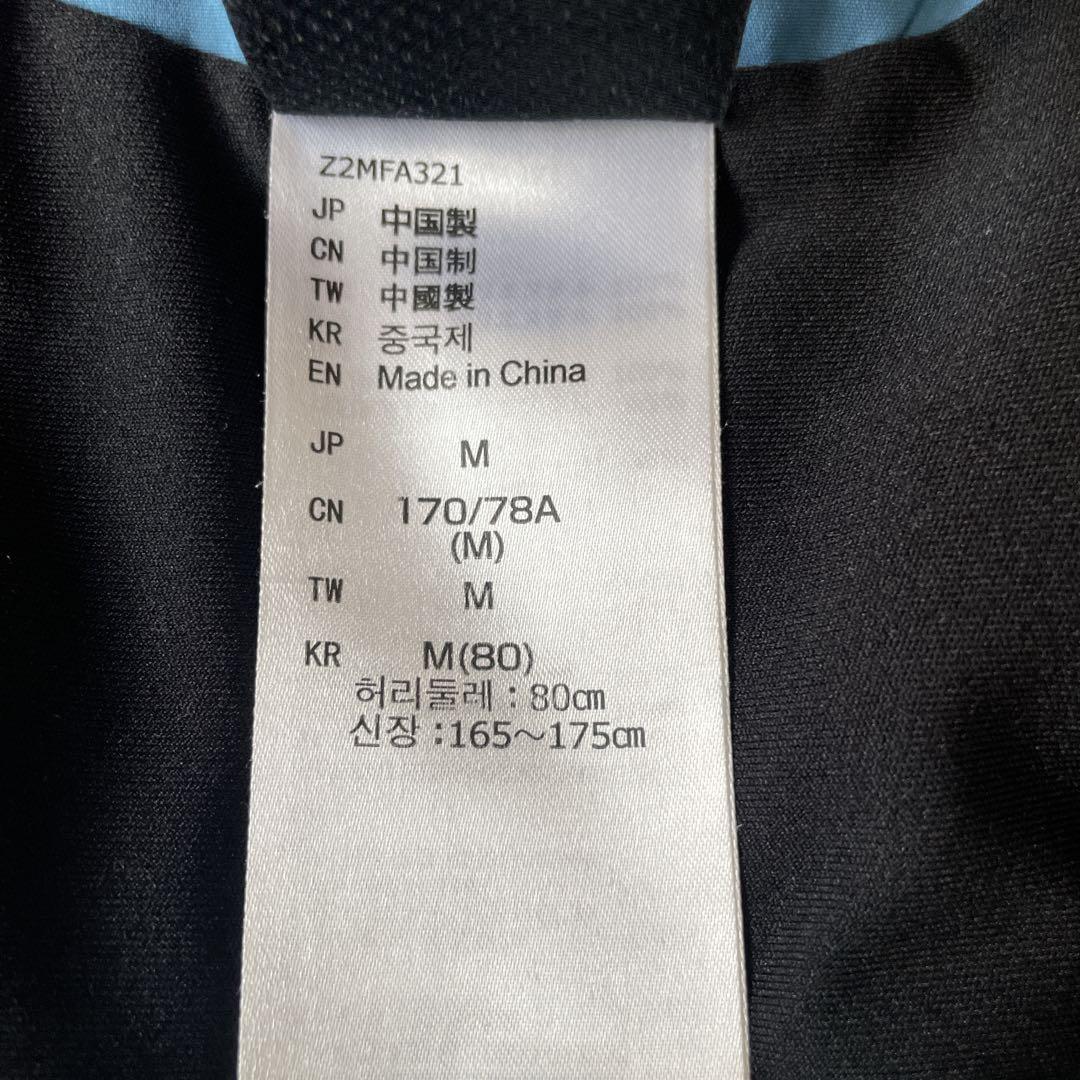 Z2MFA321
JP 中国製
CN 中国制
TW 中國製
KR 중국제
EN Made in China
JP M
CN 170/78A
(M)
TW M
KR M(80)
허리둘레 : 80㎝
신장 :165～175㎝